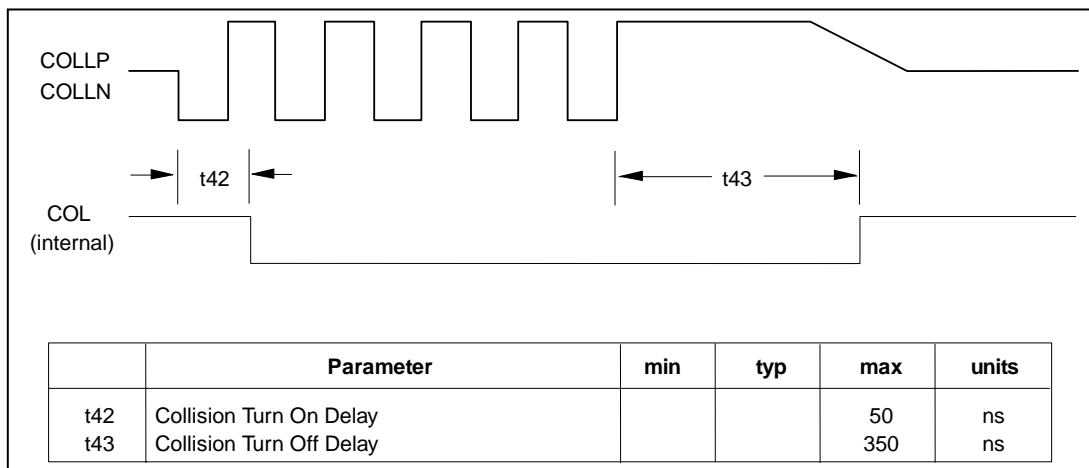 COLLP
COLLN
t42
t43
COL
(internal)
Parameter min typ max units
t42 Collision Turn On Delay 50 ns
t43 Collision Turn Off Delay 350 ns